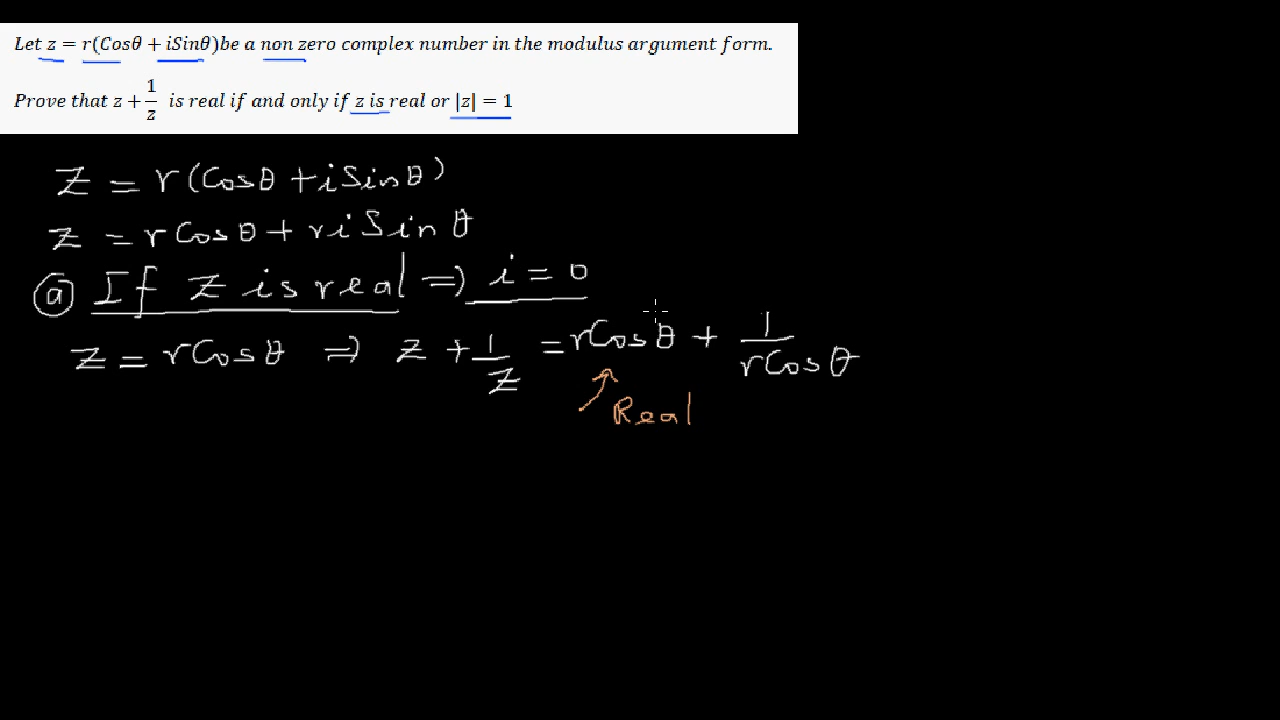 Let z = r(Cosθ + iSinθ)be a non zero complex number in the modulus argument form.
Prove that z + 1/z is real if and only if z is real or |z| = 1
z = r(Cosθ + iSinθ)
z = rCosθ + riSinθ
ⓐ If z is real ⇒ i = 0
z = rCosθ ⇒ z + 1/z = rCosθ + 1/rCosθ
Real